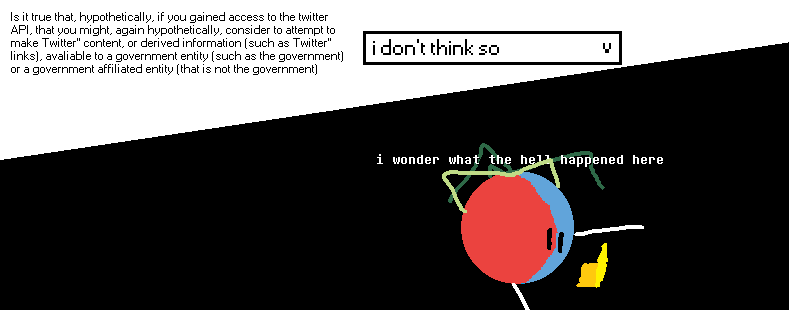 Is it true that, hypothetically, if you gained access to the twitter
API, that you might, again hypothetically, consider to attempt to
make Twitter" content, or derived information (such as Twitter"
links), avaliable to a government entity (such as the government)
or a government affiliated entity (that is not the government)
i don't think so v
i wonder what the hell happened here